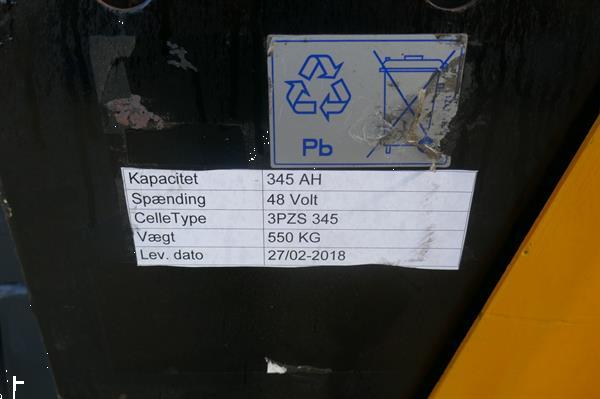 Pb
Kapacitet 345 AH
Spænding 48 Volt
CelleType 3PZS 345
Vægt 550 KG
Lev. dato 27/02-2018